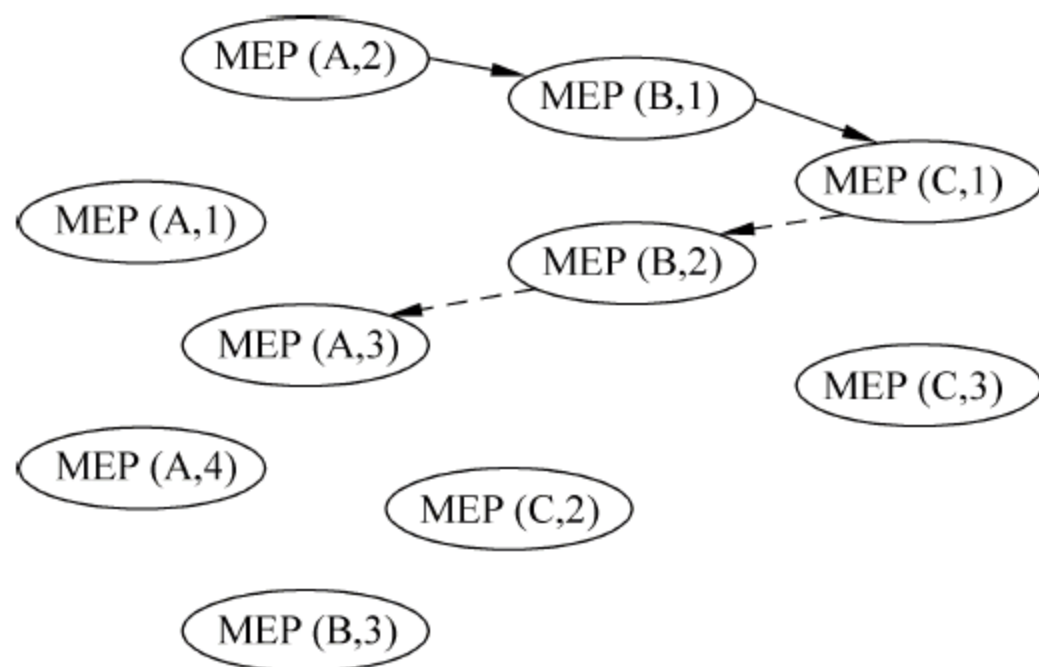 MEP (A,2)
MEP (B,1)
MEP (C,1)
MEP (A,1)
MEP (B,2)
MEP (A,3)
MEP (C,3)
MEP (A,4)
MEP (C,2)
MEP (B,3)